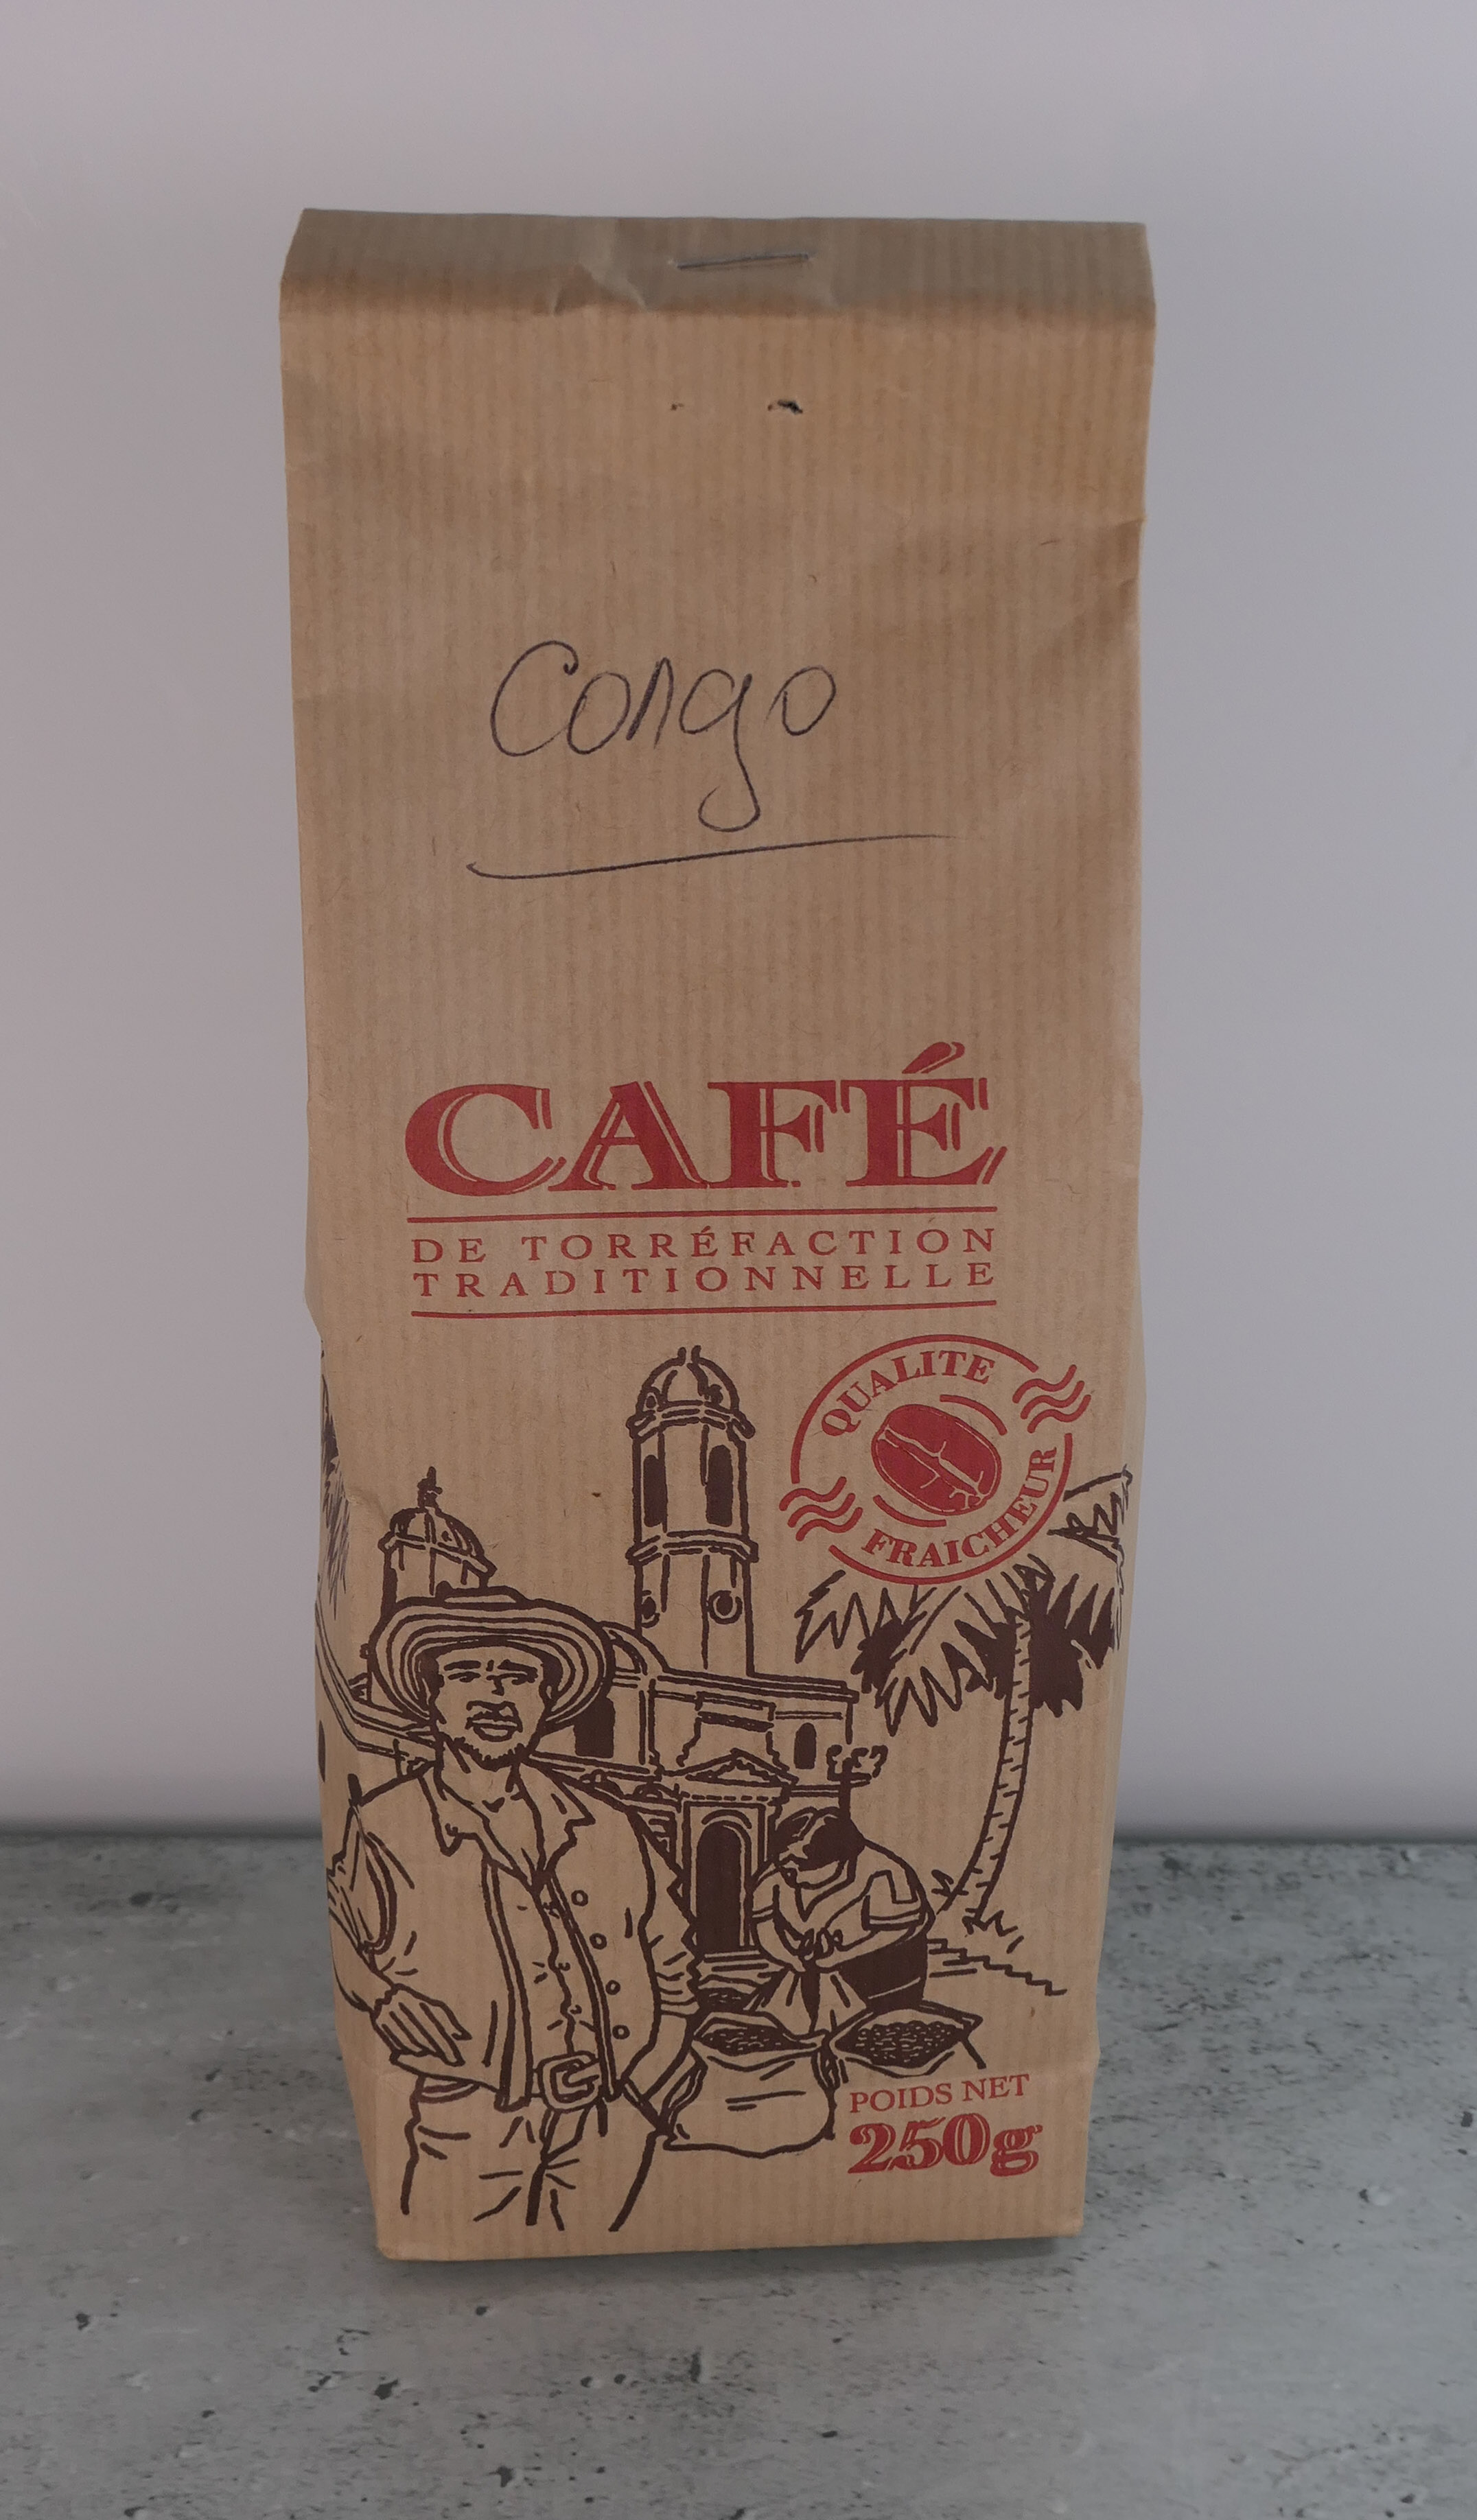 Congo
CAFÉ
DE TORRÉFACTION
TRADITIONNELLE
QUALITE
FRAICHEUR
POIDS NET
250g